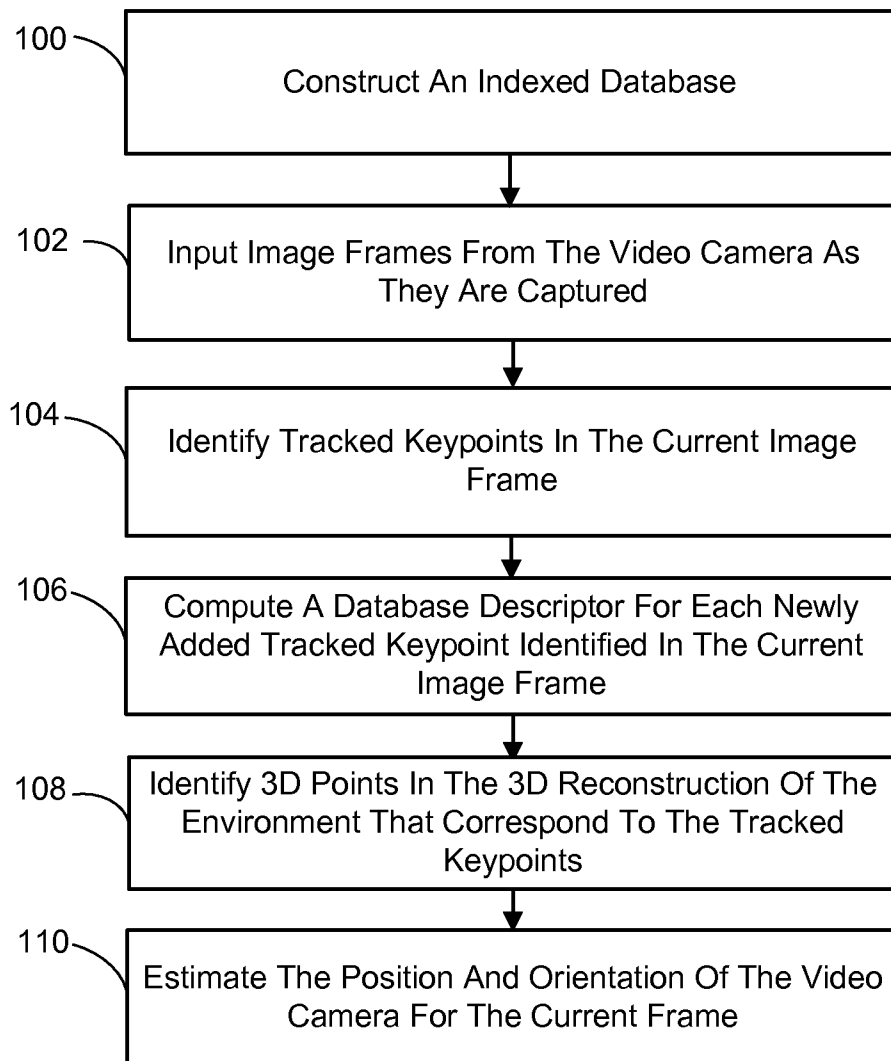 100
Construct An Indexed Database
102
Input Image Frames From The Video Camera As
They Are Captured
104
Identify Tracked Keypoints In The Current Image
Frame
106
Compute A Database Descriptor For Each Newly
Added Tracked Keypoint Identified In The Current
Image Frame
108
Identify 3D Points In The 3D Reconstruction Of The
Environment That Correspond To The Tracked
Keypoints
110
Estimate The Position And Orientation Of The Video
Camera For The Current Frame